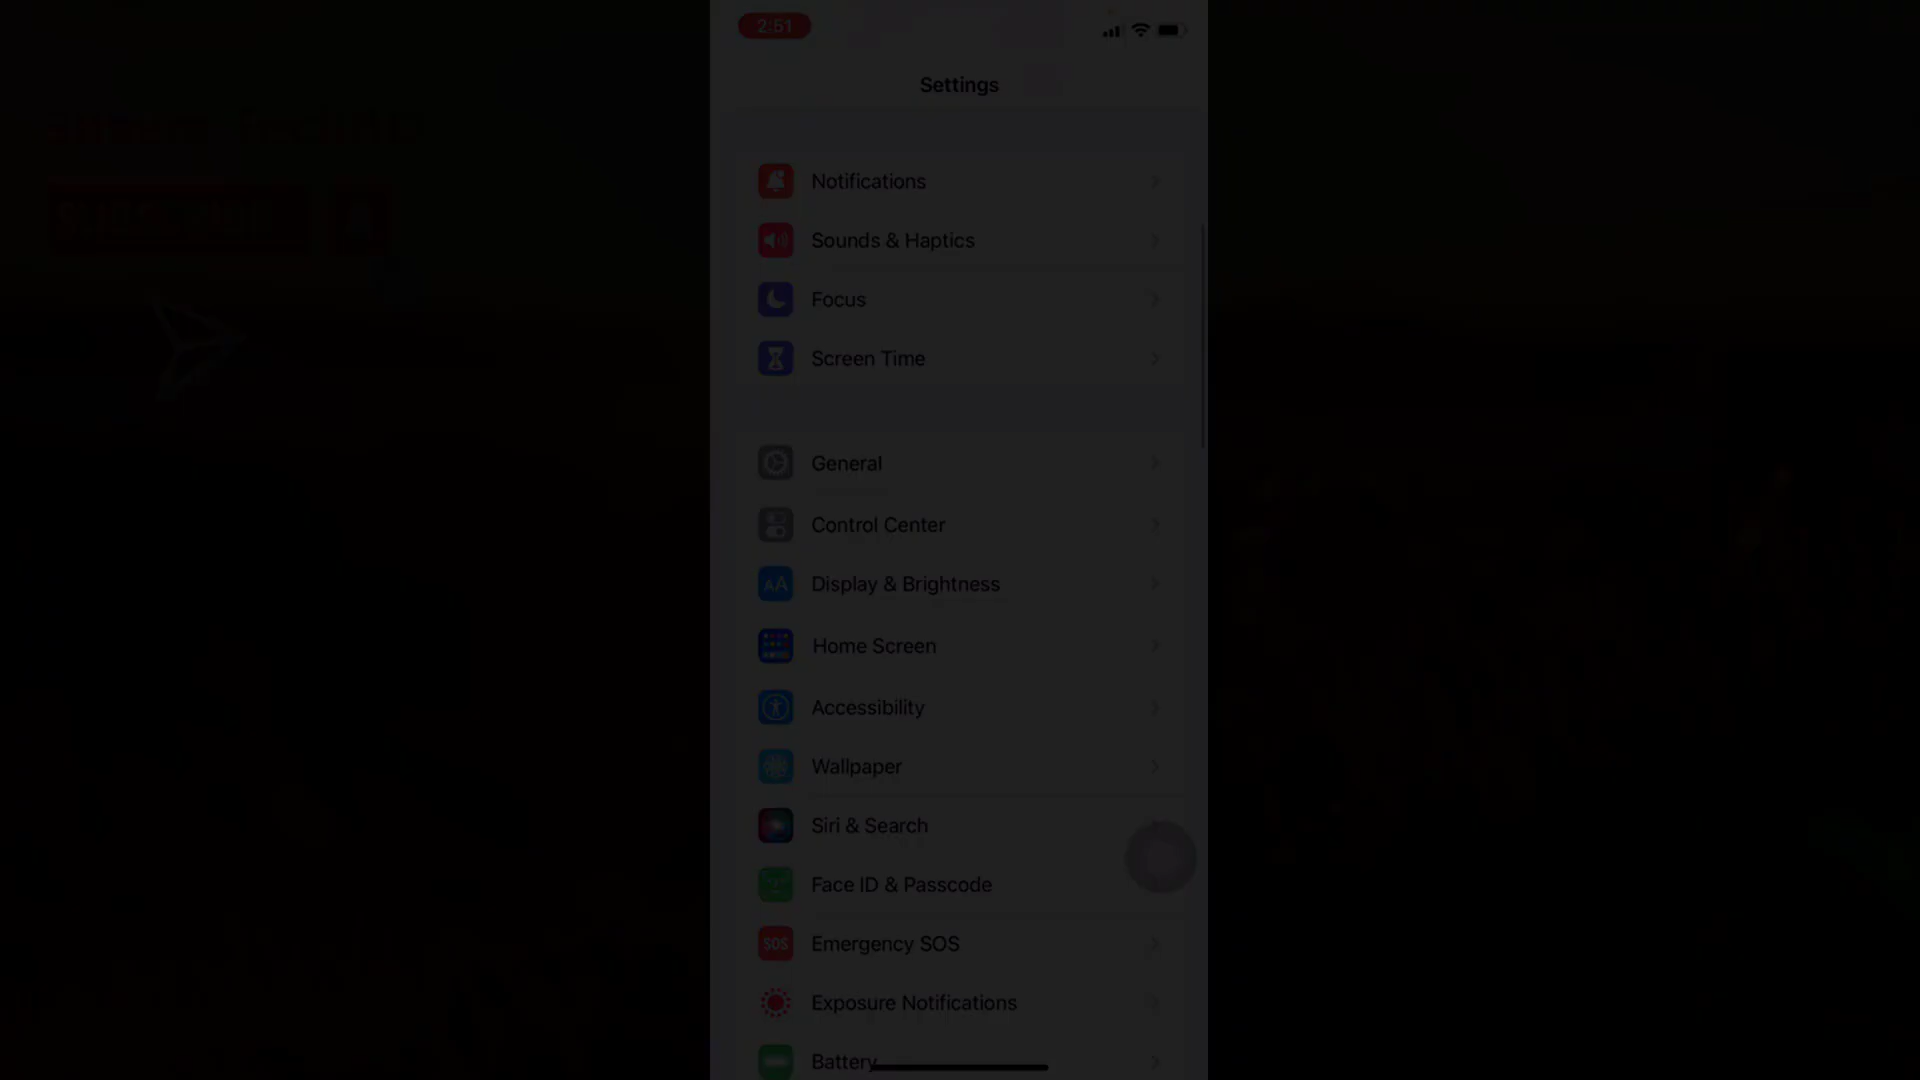 2:51
Settings
Notifications
Sounds & Haptics
Focus
Screen Time
General
Control Center
AA Display & Brightness
Home Screen
Accessibility
Wallpaper
Siri & Search
Face ID & Passcode
SOS Emergency SOS
Exposure Notifications
Battery